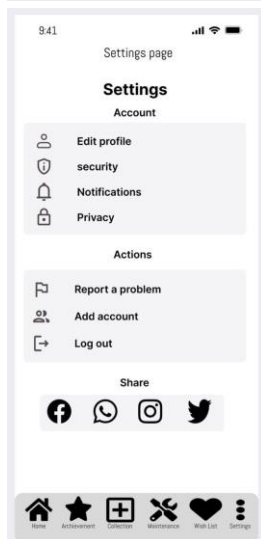 9:41
Settings page
Settings
Account
Edit profile
security
Notifications
Privacy
Actions
Report a problem
Add account
Log out
Share
Home Archievement Collection Maintenance Wish List Settings